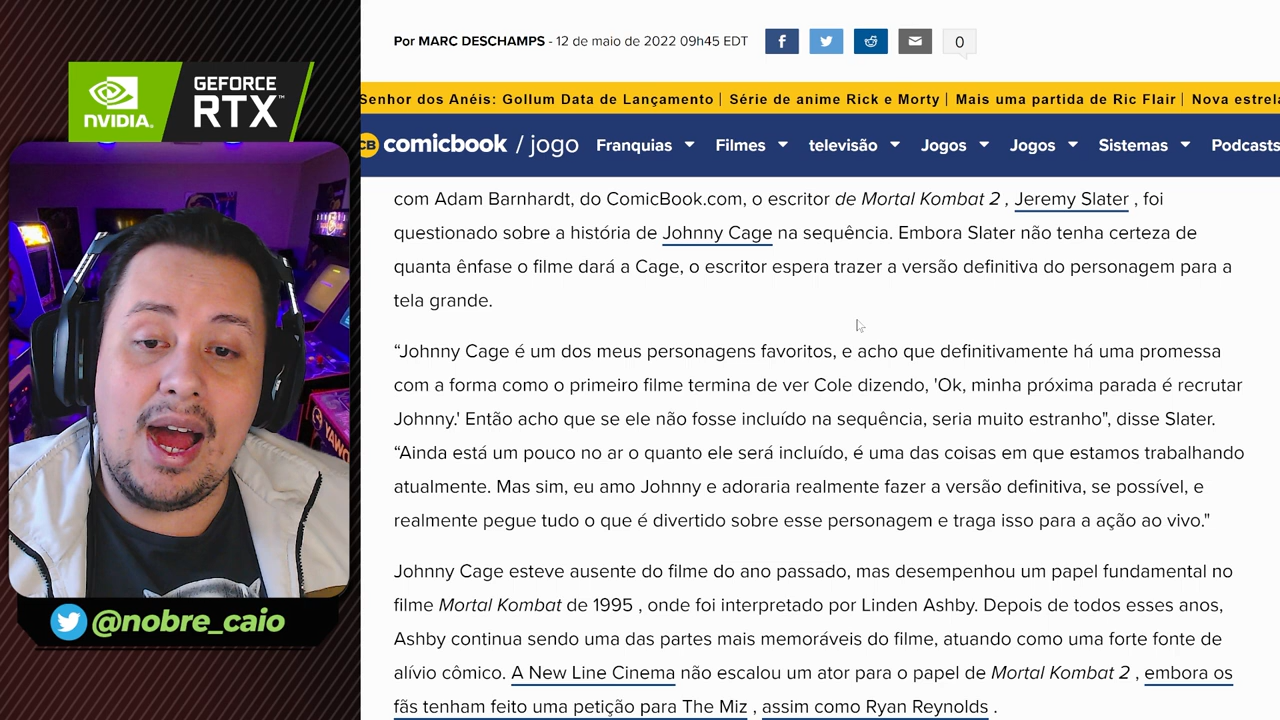 Por MARC DESCHAMPS - 12 de maio de 2022 09h45 EDT
0
Senhor dos Anéis: Gollum Data de Lançamento | Série de anime Rick e Morty | Mais uma partida de Ric Flair | Nova estrela
CB comicbook / jogo Franquias Filmes televisão Jogos Jogos Sistemas Podcasts
com Adam Barnhardt, do ComicBook.com, o escritor de Mortal Kombat 2 , Jeremy Slater , foi
questionado sobre a história de Johnny Cage na sequência. Embora Slater não tenha certeza de
quanta ênfase o filme dará a Cage, o escritor espera trazer a versão definitiva do personagem para a
tela grande.
“Johnny Cage é um dos meus personagens favoritos, e acho que definitivamente há uma promessa
com a forma como o primeiro filme termina de ver Cole dizendo, 'Ok, minha próxima parada é recrutar
Johnny.' Então acho que se ele não fosse incluído na sequência, seria muito estranho", disse Slater.
“Ainda está um pouco no ar o quanto ele será incluído, é uma das coisas em que estamos trabalhando
atualmente. Mas sim, eu amo Johnny e adoraria realmente fazer a versão definitiva, se possível, e
realmente pegue tudo o que é divertido sobre esse personagem e traga isso para a ação ao vivo."
Johnny Cage esteve ausente do filme do ano passado, mas desempenhou um papel fundamental no
filme Mortal Kombat de 1995 , onde foi interpretado por Linden Ashby. Depois de todos esses anos,
Ashby continua sendo uma das partes mais memoráveis do filme, atuando como uma forte fonte de
alívio cômico. A New Line Cinema não escalou um ator para o papel de Mortal Kombat 2 , embora os
fãs tenham feito uma petição para The Miz , assim como Ryan Reynolds .
NVIDIA.
GEFORCE
RTX™
@nobre_caio